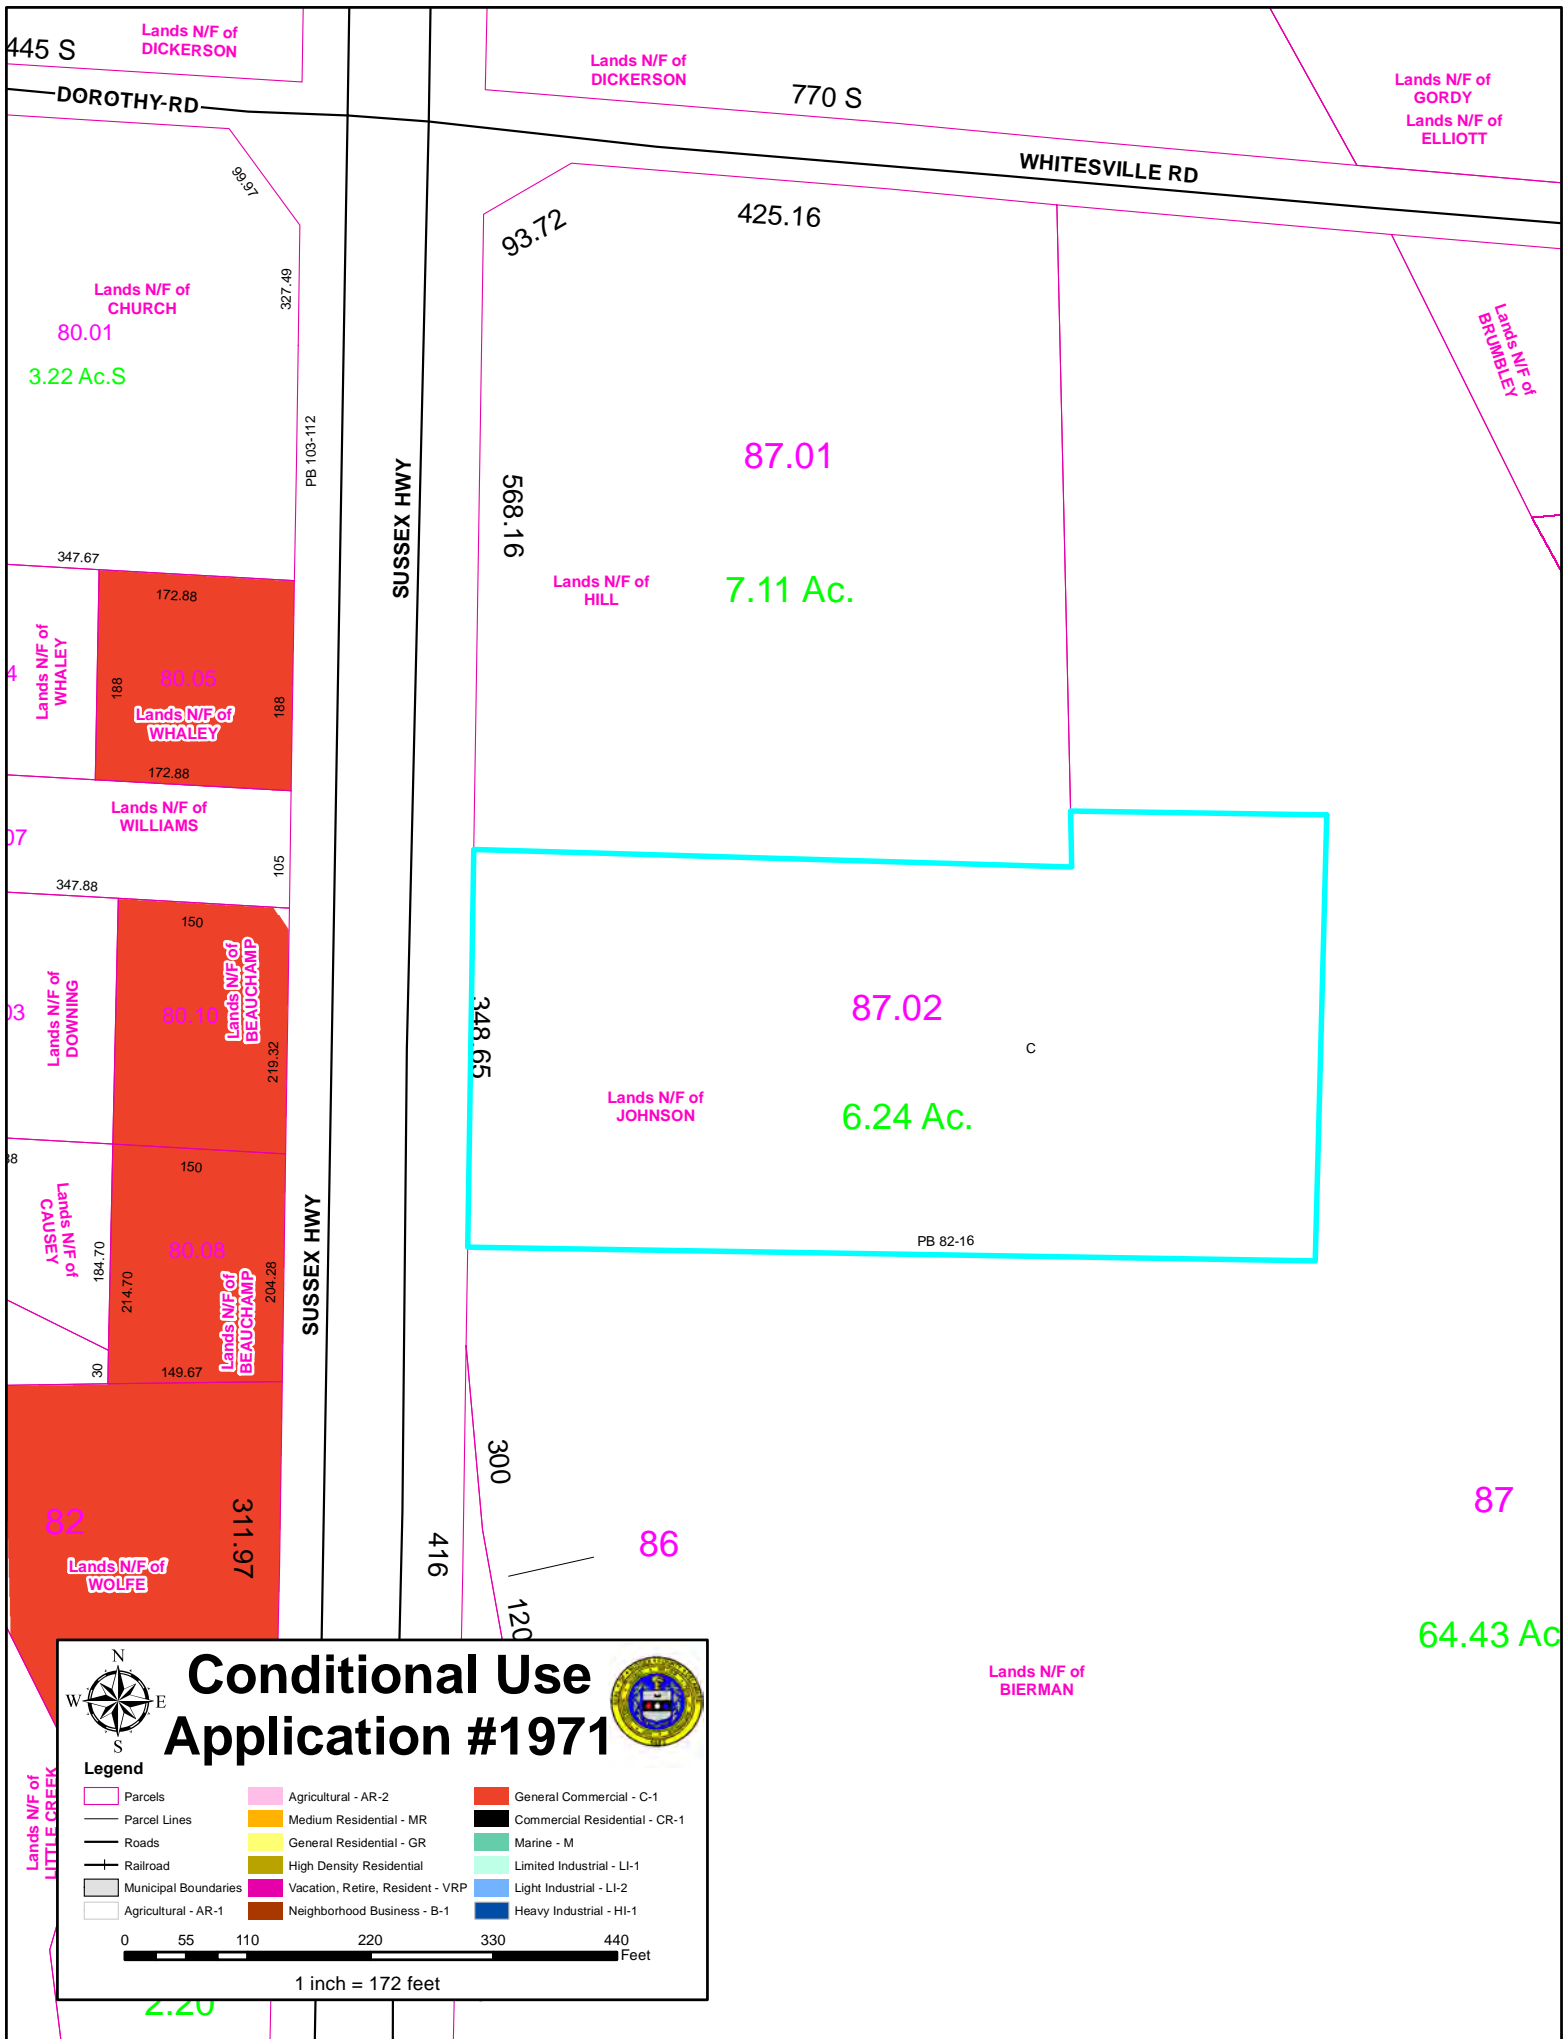 445 S
Lands N/F of
DICKERSON
Lands N/F of
DICKERSON
770 S
Lands N/F of
GORDY
Lands N/F of
ELLIOTT
DOROTHY RD
WHITESVILLE RD
99.97
93.72
425.16
327.49
Lands N/F of
CHURCH
80.01
3.22 Ac.S
Lands N/F of
BRUMBLEY
PB 103-112
SUSSEX HWY
568.16
87.01
7.11 Ac.
Lands N/F of
HILL
347.67
172.88
4
Lands N/F of
WHALEY
188
80.05
188
Lands N/F of
WHALEY
172.88
Lands N/F of
WILLIAMS
07
105
347.88
150
Lands N/F of
BEAUCHAMP
03
Lands N/F of
DOWNING
80.10
219.32
348.65
87.02
C
Lands N/F of
JOHNSON
6.24 Ac.
PB 82-16
38
150
Lands N/F of
CAUSEY
184.70
214.70
80.08
204.28
Lands N/F of
BEAUCHAMP
SUSSEX HWY
30
149.67
82
311.97
Lands N/F of
WOLFE
300
416
120
86
87
64.43 Ac
Lands N/F of
BIERMAN
Lands N/F of
LITTLE CREEK
N
W
E
S
Conditional Use
Application #1971
Legend
Parcels
Parcel Lines
Roads
Railroad
Municipal Boundaries
Agricultural - AR-1
Agricultural - AR-2
Medium Residential - MR
General Residential - GR
High Density Residential
Vacation, Retire, Resident - VRP
Neighborhood Business - B-1
General Commercial - C-1
Commercial Residential - CR-1
Marine - M
Limited Industrial - LI-1
Light Industrial - LI-2
Heavy Industrial - HI-1
0 55 110 220 330 440
Feet
1 inch = 172 feet
2.20